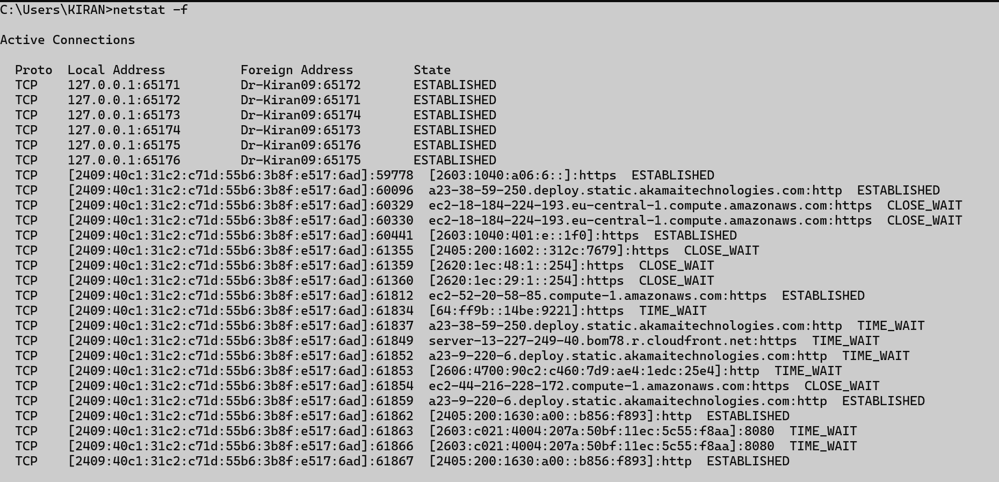 C:\Users\KIRAN>netstat -f
Active Connections
Proto  Local Address          Foreign Address        State
TCP    127.0.0.1:65171        Dr-Kiran09:65172       ESTABLISHED
TCP    127.0.0.1:65172        Dr-Kiran09:65171       ESTABLISHED
TCP    127.0.0.1:65173        Dr-Kiran09:65174       ESTABLISHED
TCP    127.0.0.1:65174        Dr-Kiran09:65173       ESTABLISHED
TCP    127.0.0.1:65175        Dr-Kiran09:65176       ESTABLISHED
TCP    127.0.0.1:65176        Dr-Kiran09:65175       ESTABLISHED
TCP    [2409:40c1:31c2:c71d:55b6:3b8f:e517:6ad]:59778  [2603:1040:a06:6::]:https  ESTABLISHED
TCP    [2409:40c1:31c2:c71d:55b6:3b8f:e517:6ad]:60096  a23-38-59-250.deploy.static.akamaitechnologies.com:http  ESTABLISHED
TCP    [2409:40c1:31c2:c71d:55b6:3b8f:e517:6ad]:60329  ec2-18-184-224-193.eu-central-1.compute.amazonaws.com:https  CLOSE_WAIT
TCP    [2409:40c1:31c2:c71d:55b6:3b8f:e517:6ad]:60330  ec2-18-184-224-193.eu-central-1.compute.amazonaws.com:https  CLOSE_WAIT
TCP    [2409:40c1:31c2:c71d:55b6:3b8f:e517:6ad]:60441  [2603:1040:401:e::1f0]:https  ESTABLISHED
TCP    [2409:40c1:31c2:c71d:55b6:3b8f:e517:6ad]:61355  [2405:200:1602::312c:7679]:https  CLOSE_WAIT
TCP    [2409:40c1:31c2:c71d:55b6:3b8f:e517:6ad]:61359  [2620:1ec:48:1::254]:https  CLOSE_WAIT
TCP    [2409:40c1:31c2:c71d:55b6:3b8f:e517:6ad]:61360  [2620:1ec:29:1::254]:https  CLOSE_WAIT
TCP    [2409:40c1:31c2:c71d:55b6:3b8f:e517:6ad]:61812  ec2-52-20-58-85.compute-1.amazonaws.com:https  ESTABLISHED
TCP    [2409:40c1:31c2:c71d:55b6:3b8f:e517:6ad]:61834  [64:ff9b::14be:9221]:https  TIME_WAIT
TCP    [2409:40c1:31c2:c71d:55b6:3b8f:e517:6ad]:61837  a23-38-59-250.deploy.static.akamaitechnologies.com:http  TIME_WAIT
TCP    [2409:40c1:31c2:c71d:55b6:3b8f:e517:6ad]:61849  server-13-227-249-40.bom78.r.cloudfront.net:https  TIME_WAIT
TCP    [2409:40c1:31c2:c71d:55b6:3b8f:e517:6ad]:61852  a23-9-220-6.deploy.static.akamaitechnologies.com:http  TIME_WAIT
TCP    [2409:40c1:31c2:c71d:55b6:3b8f:e517:6ad]:61853  [2606:4700:90c2:c460:7d9:ae4:1edc:25e4]:http  TIME_WAIT
TCP    [2409:40c1:31c2:c71d:55b6:3b8f:e517:6ad]:61854  ec2-44-216-228-172.compute-1.amazonaws.com:https  CLOSE_WAIT
TCP    [2409:40c1:31c2:c71d:55b6:3b8f:e517:6ad]:61859  a23-9-220-6.deploy.static.akamaitechnologies.com:http  ESTABLISHED
TCP    [2409:40c1:31c2:c71d:55b6:3b8f:e517:6ad]:61862  [2405:200:1630:a00::b856:f893]:http  ESTABLISHED
TCP    [2409:40c1:31c2:c71d:55b6:3b8f:e517:6ad]:61863  [2603:c021:4004:207a:50bf:11ec:5c55:f8aa]:8080  TIME_WAIT
TCP    [2409:40c1:31c2:c71d:55b6:3b8f:e517:6ad]:61866  [2603:c021:4004:207a:50bf:11ec:5c55:f8aa]:8080  TIME_WAIT
TCP    [2409:40c1:31c2:c71d:55b6:3b8f:e517:6ad]:61867  [2405:200:1630:a00::b856:f893]:http  ESTABLISHED